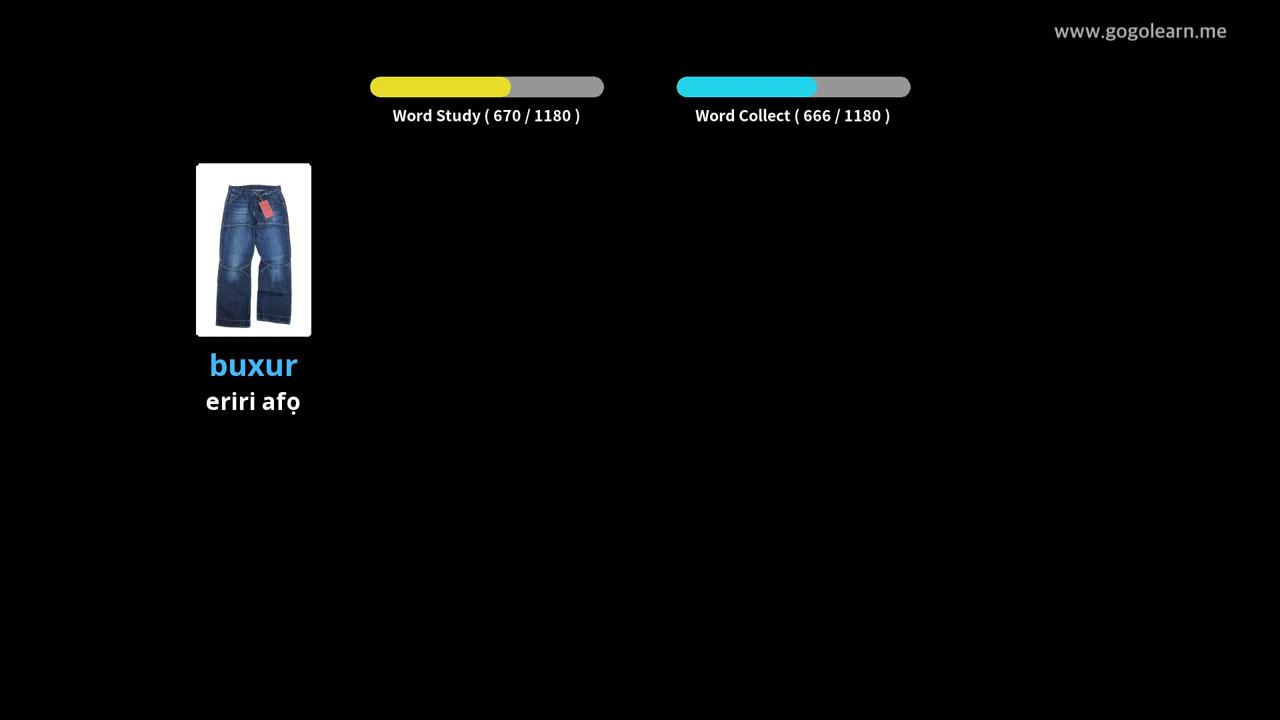 www.gogolearn.me
Word Study ( 670 / 1180 )
Word Collect ( 666 / 1180 )
buxur
eriri afọ